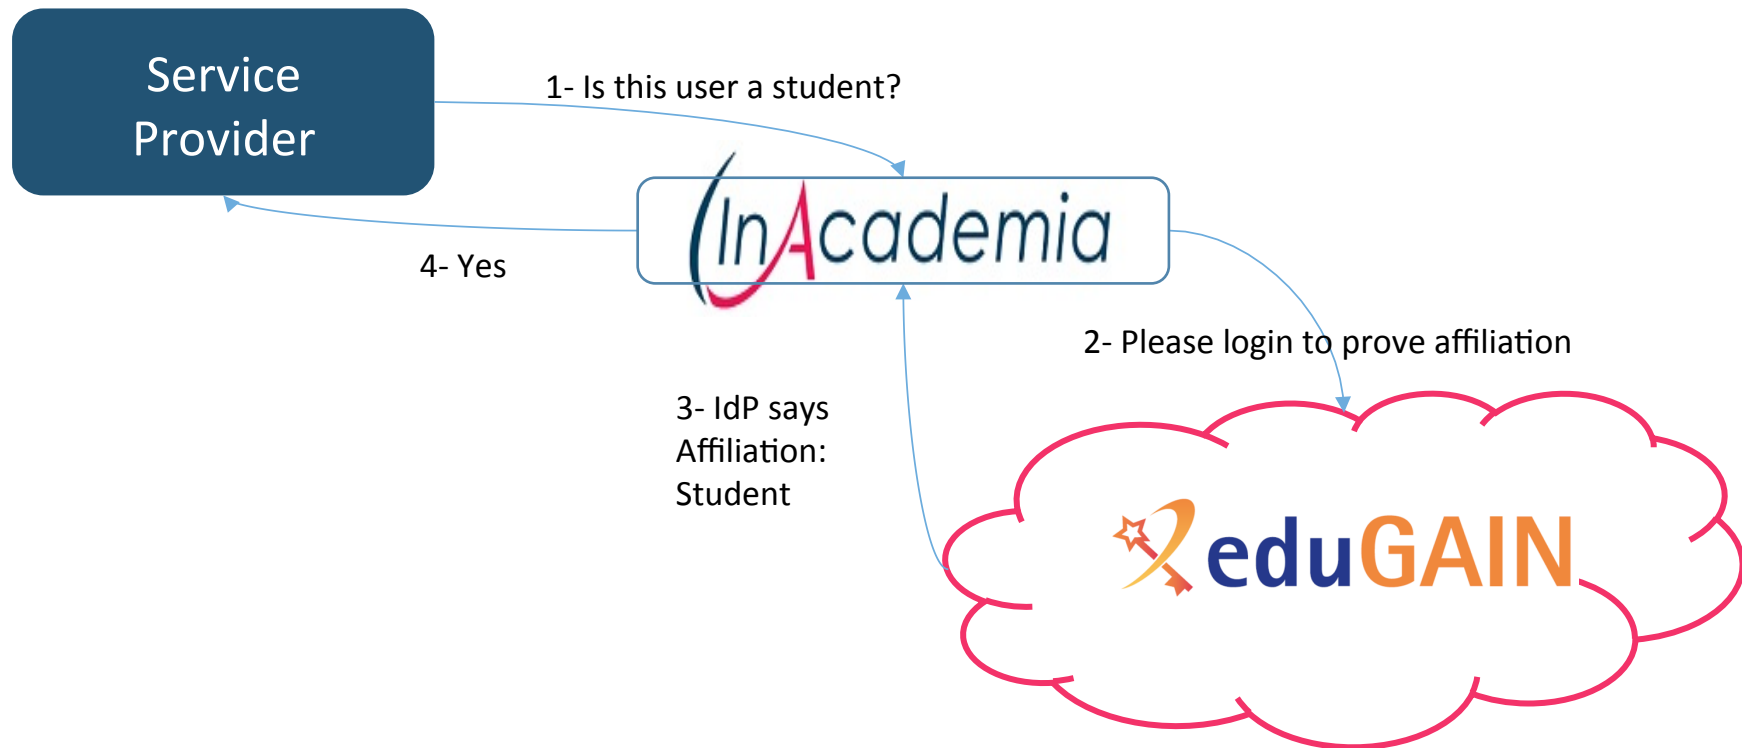 Service
Provider
1- Is this user a student?
InAcademia
4- Yes
2- Please login to prove affiliation
3- IdP says
Affiliation:
Student
eduGAIN